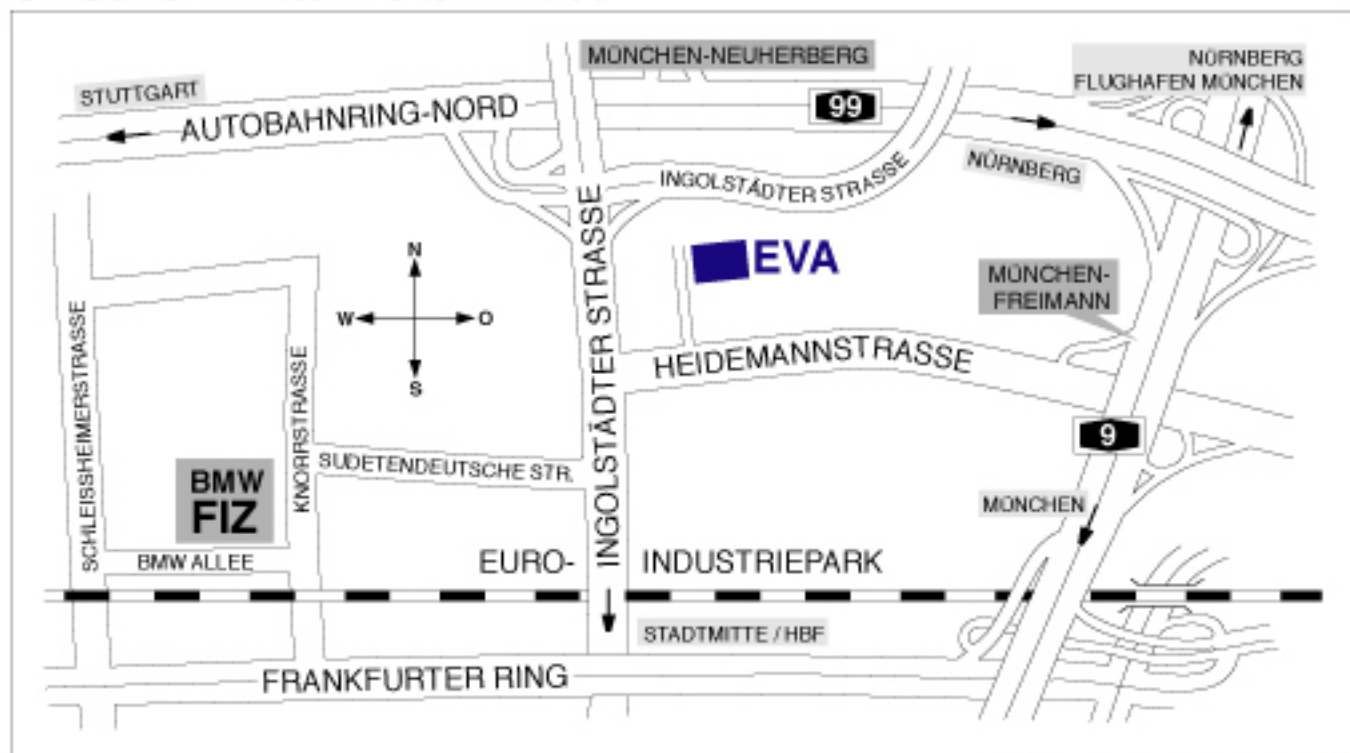 MÜNCHEN-NEUHERBERG
NÜRNBERG
FLUGHAFEN MÜNCHEN
STUTTGART
AUTOBAHNRING-NORD
99
NÜRNBERG
INGOLSTÄDTER STRASSE
INGOLSTÄDTER STRASSE
EVA
N
W
O
S
MÜNCHEN-
FREIMANN
HEIDEMANNSTRASSE
SCHLEISSHEIMERSTRASSE
KNORRSTRASSE
9
SUDETENDEUTSCHE STR.
BMW
FIZ
MÜNCHEN
BMW ALLEE
EURO-
INDUSTRIEPARK
STADTMITTE / HBF
FRANKFURTER RING